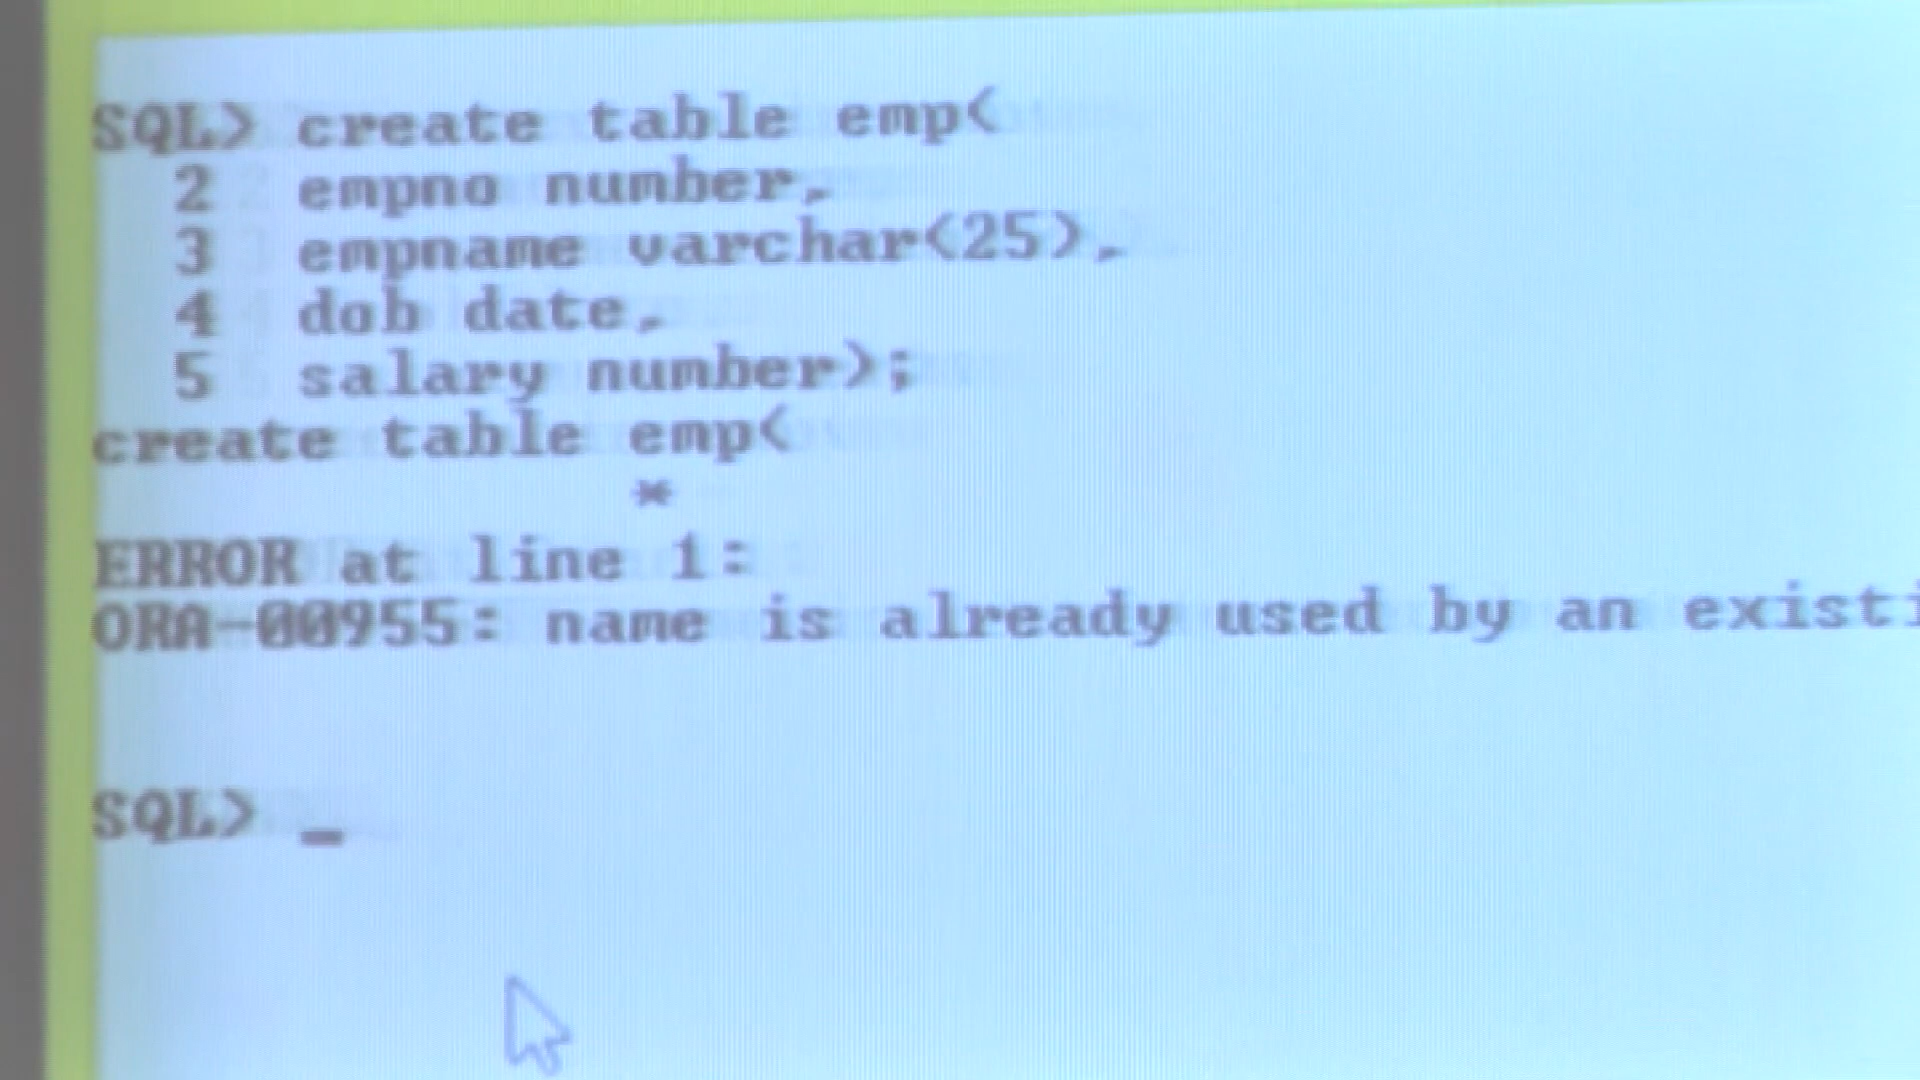 SQL> create table emp(
2 empno number,
3 empname varchar(25),
4 dob date,
5 salary number);
create table emp(
*
ERROR at line 1:
ORA-00955: name is already used by an existi
SQL> _